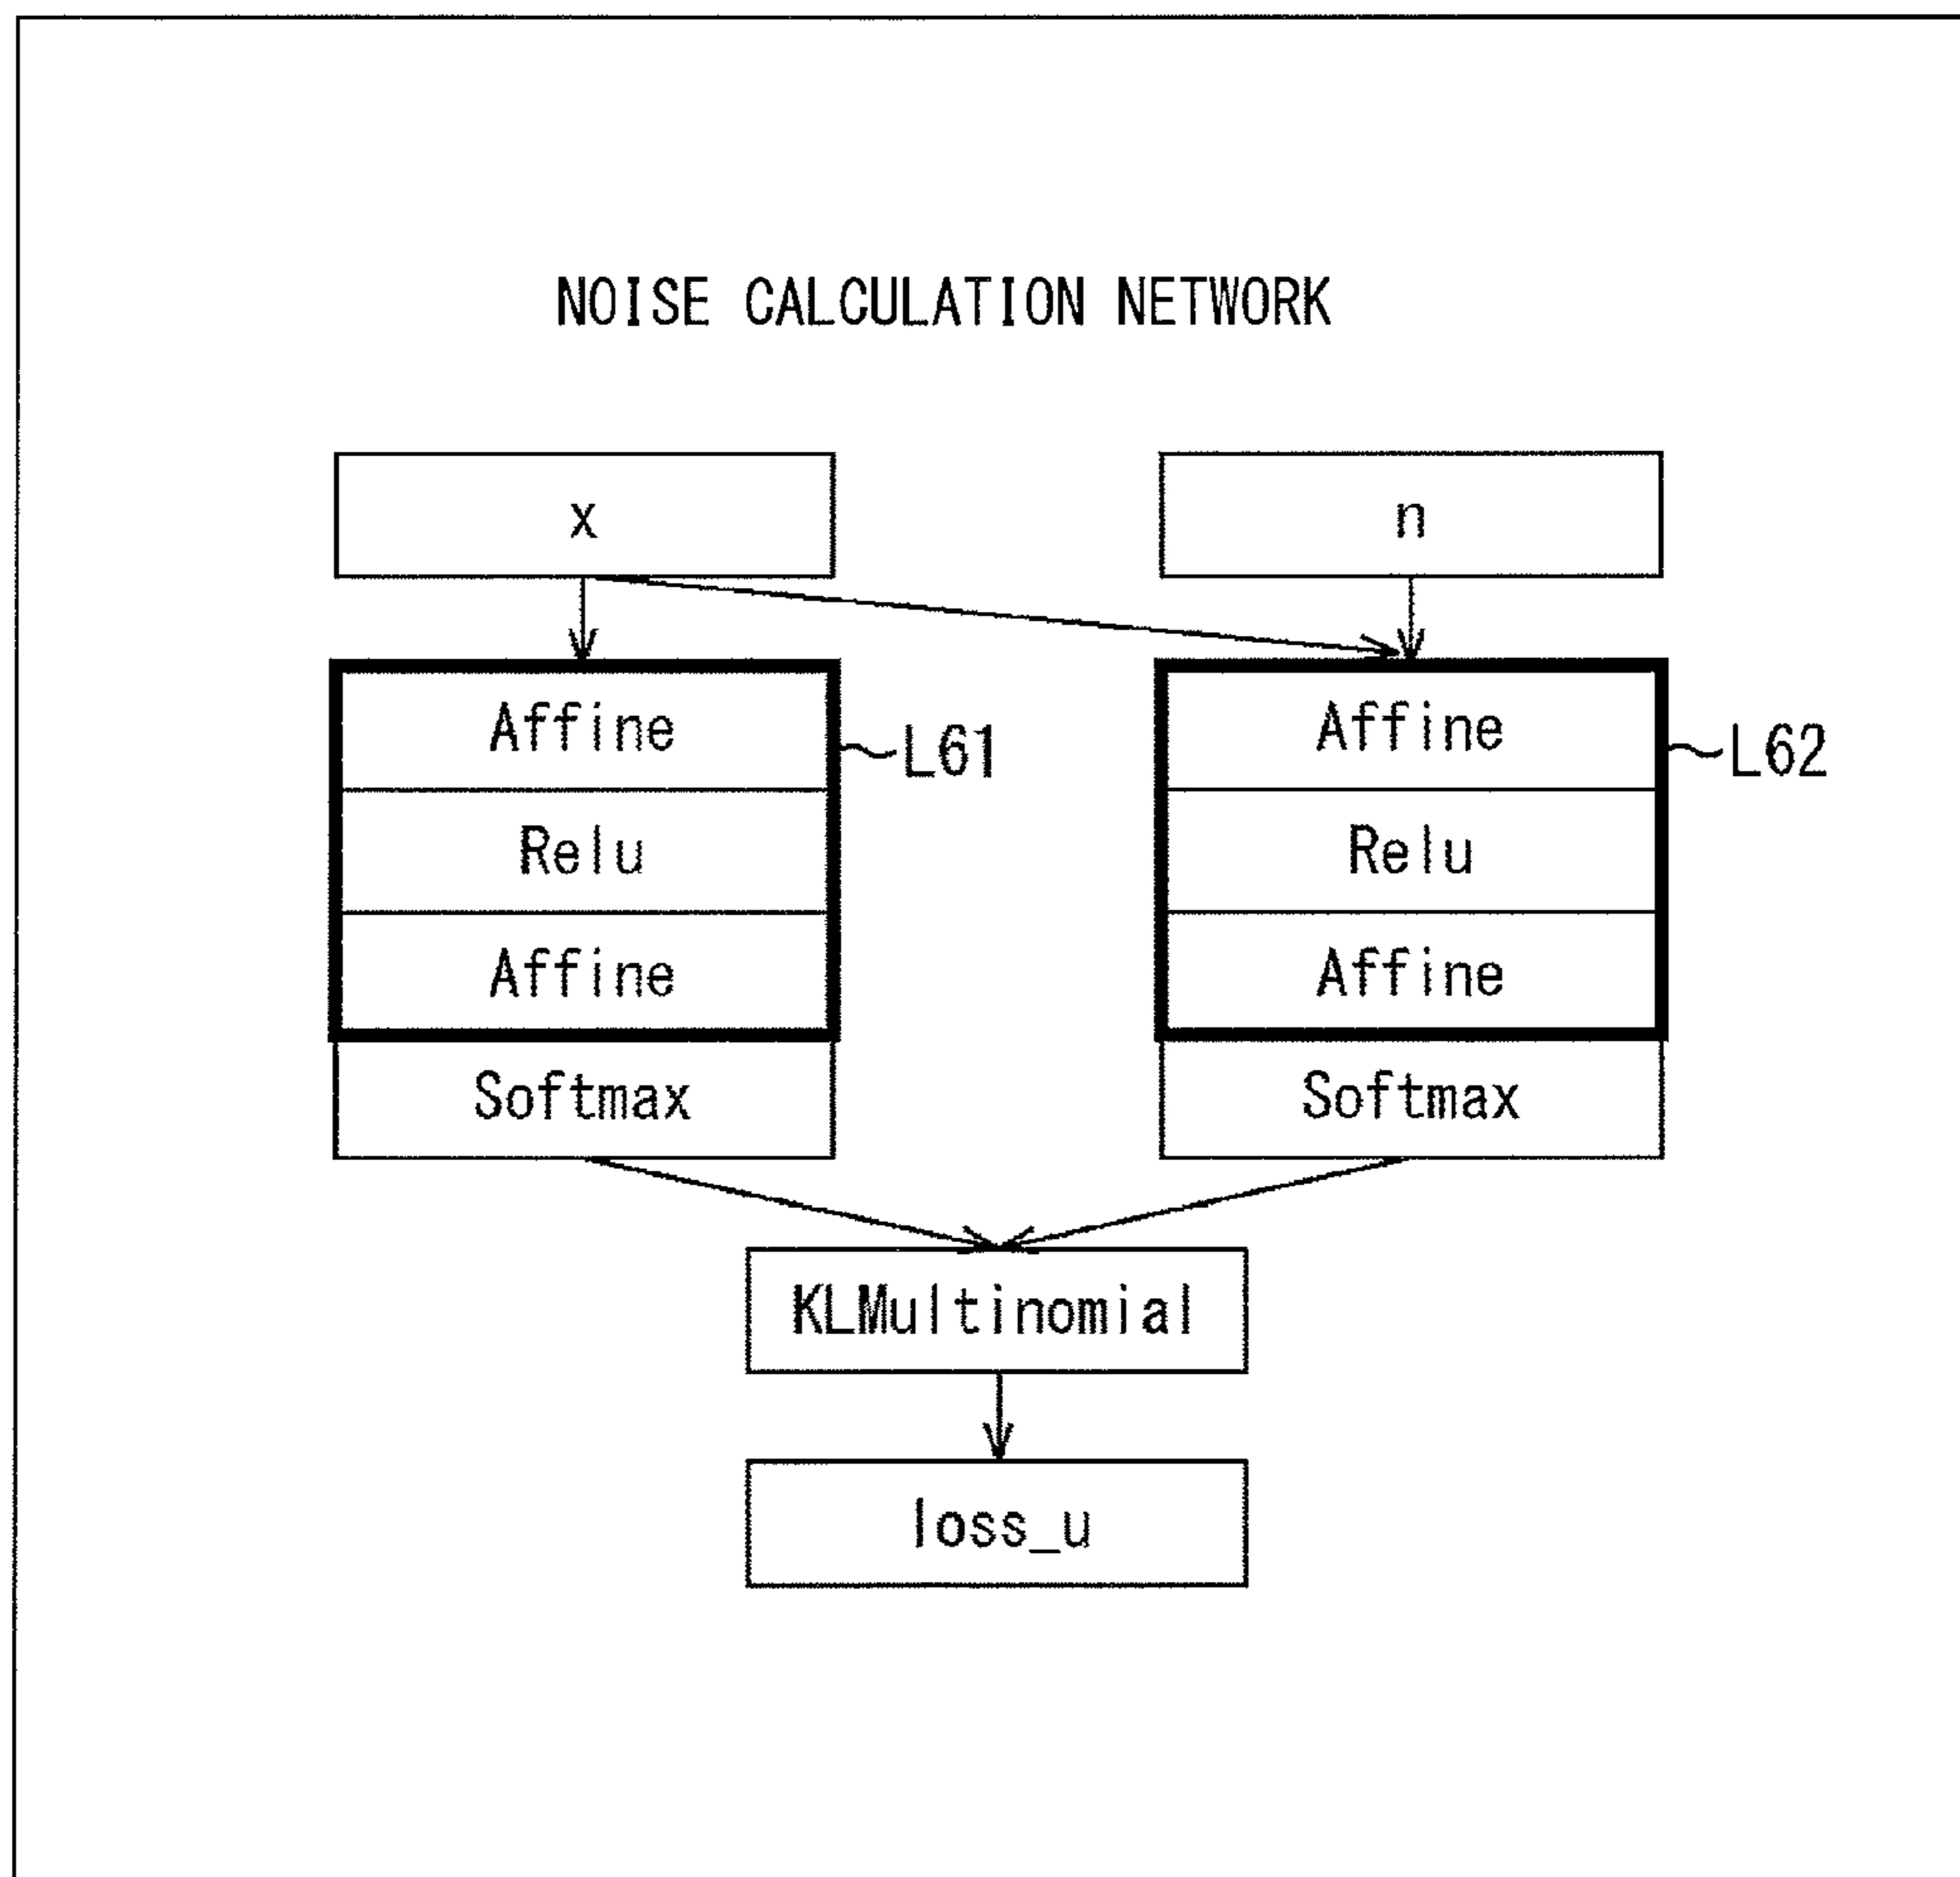 NOISE CALCULATION NETWORK
x
n
Affine
L61
Affine
L62
Relu
Relu
Affine
Affine
Softmax
Softmax
KLMultinomial
loss_u